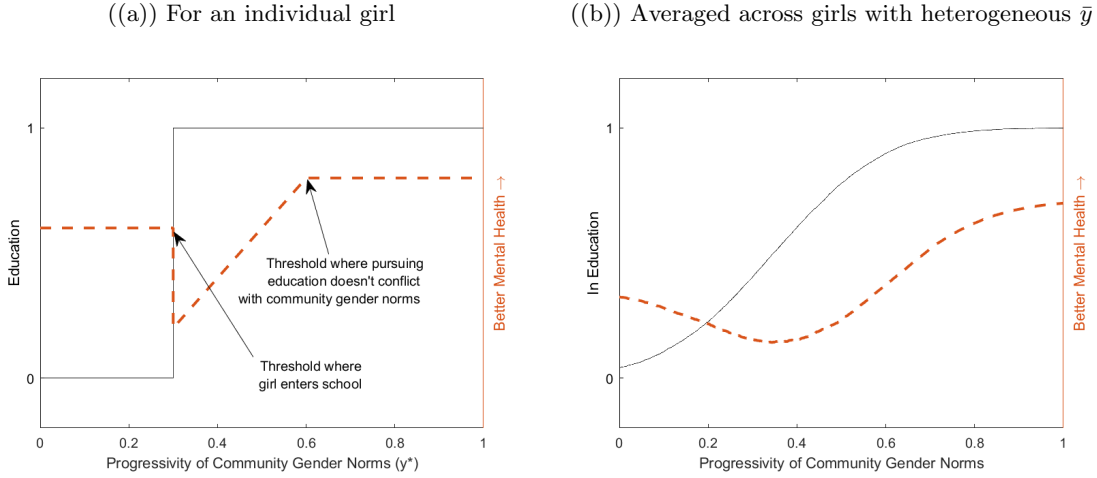 ((a)) For an individual girl
1
0
Education
0
0.2
0.4
0.6
0.8
1
Progressivity of Community Gender Norms (y*)
Better Mental Health →
Threshold where pursuing
education doesn't conflict
with community gender norms
Threshold where
girl enters school
((b)) Averaged across girls with heterogeneous ȳ
1
0
In Education
0
0.2
0.4
0.6
0.8
1
Progressivity of Community Gender Norms
Better Mental Health →